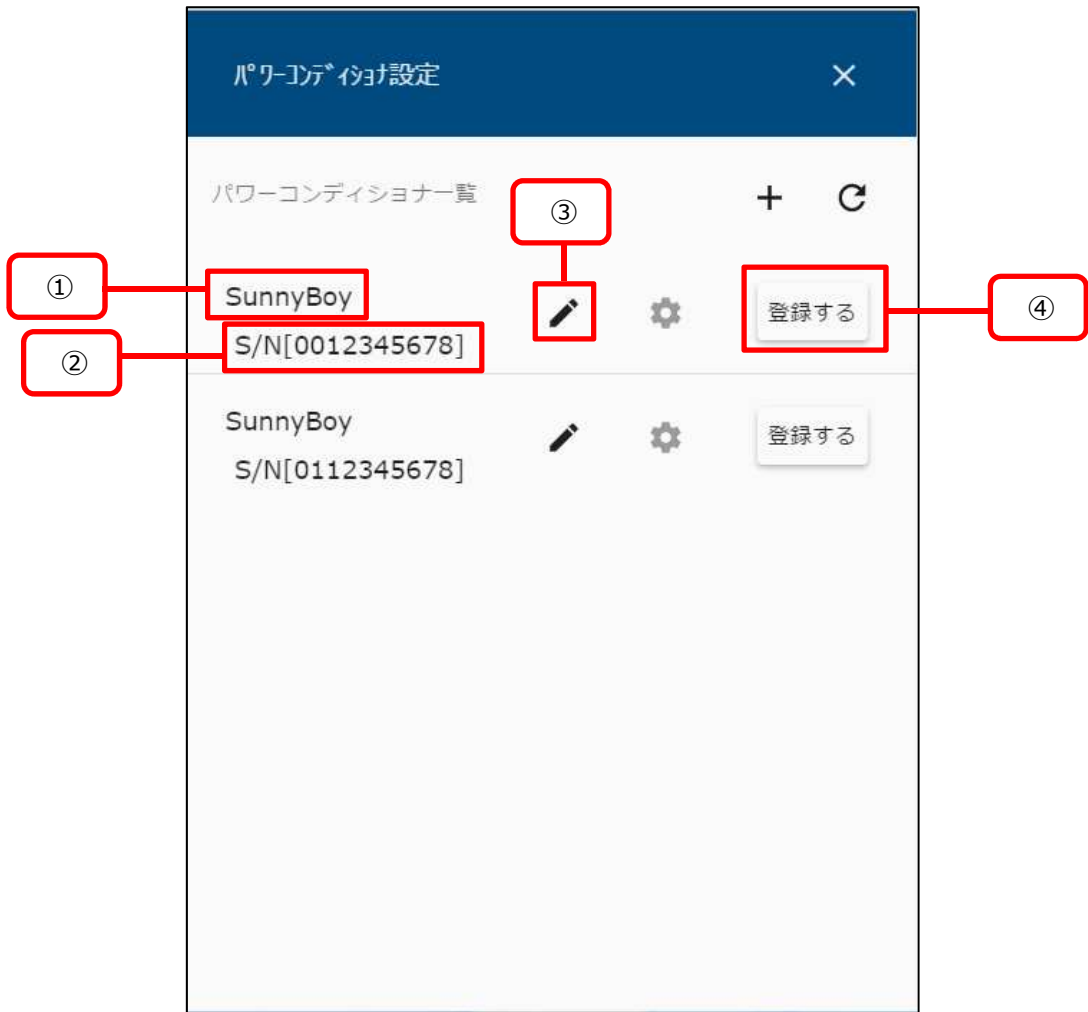 ﾊﾟﾜｰｺﾝﾃﾞｨｼｮﾅ設定
パワーコンディショナ一覧
③
①
SunnyBoy
登録する
④
②
S/N[0012345678]
SunnyBoy
登録する
S/N[0112345678]